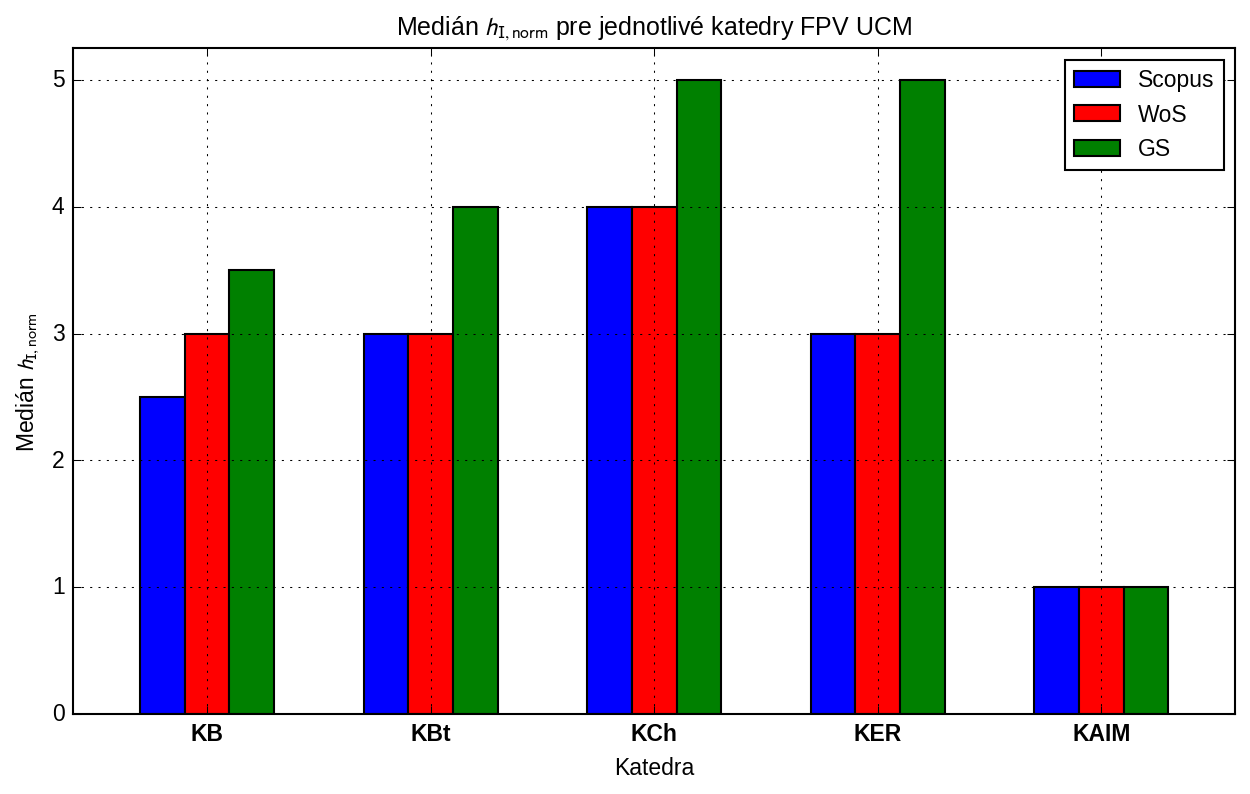 Medián hI,norm pre jednotlivé katedry FPV UCM
Scopus
WoS
GS
Medián hI,norm
5
4
3
2
1
0
KB KBt KCh KER KAIM
Katedra